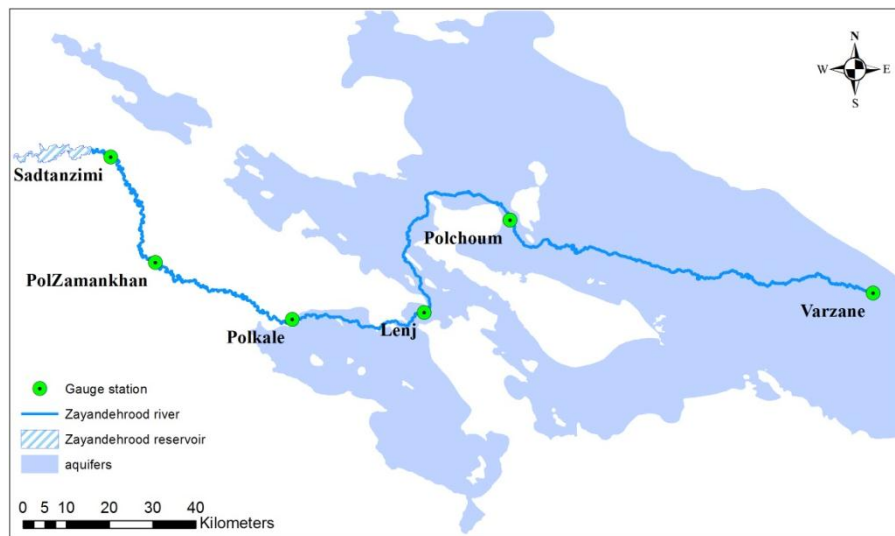 N
W E
S
Sadtanzimi
Polchoum
PolZamankhan
Varzane
Polkale
Lenj
Gauge station
Zayandehrood river
Zayandehrood reservoir
aquifers
0 5 10 20 30 40
Kilometers